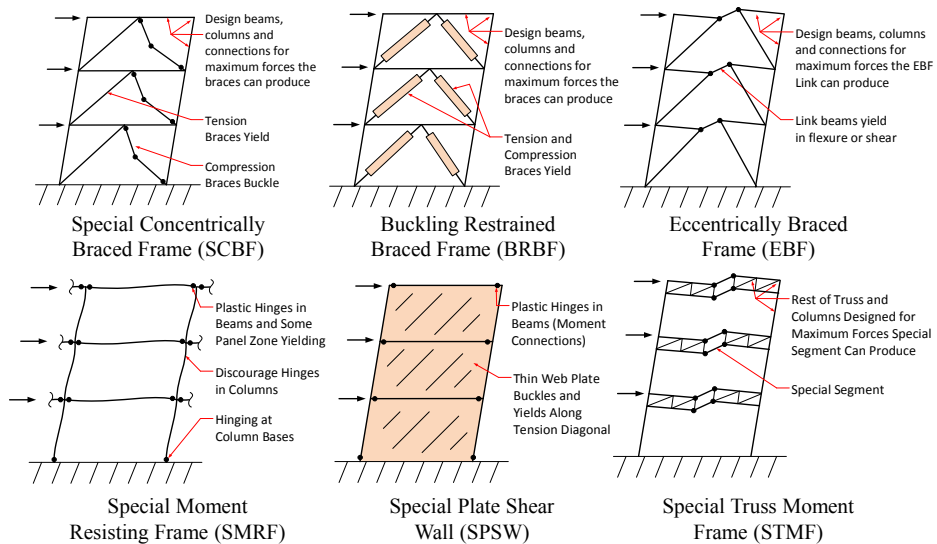 Design beams,
columns and
connections for
maximum forces the
braces can produce
Tension
Braces Yield
Compression
Braces Buckle
Special Concentrically
Braced Frame (SCBF)
Design beams,
columns and
connections for
maximum forces the
braces can produce
Tension and
Compression
Braces Yield
Buckling Restrained
Braced Frame (BRBF)
Design beams, columns
and connections for
maximum forces the EBF
Link can produce
Link beams yield
in flexure or shear
Eccentrically Braced
Frame (EBF)
Plastic Hinges in
Beams and Some
Panel Zone Yielding
Discourage Hinges
in Columns
Hinging at
Column Bases
Special Moment
Resisting Frame (SMRF)
Plastic Hinges in
Beams (Moment
Connections)
Thin Web Plate
Buckles and
Yields Along
Tension Diagonal
Special Plate Shear
Wall (SPSW)
Rest of Truss and
Columns Designed for
Maximum Forces Special
Segment Can Produce
Special Segment
Special Truss Moment
Frame (STMF)